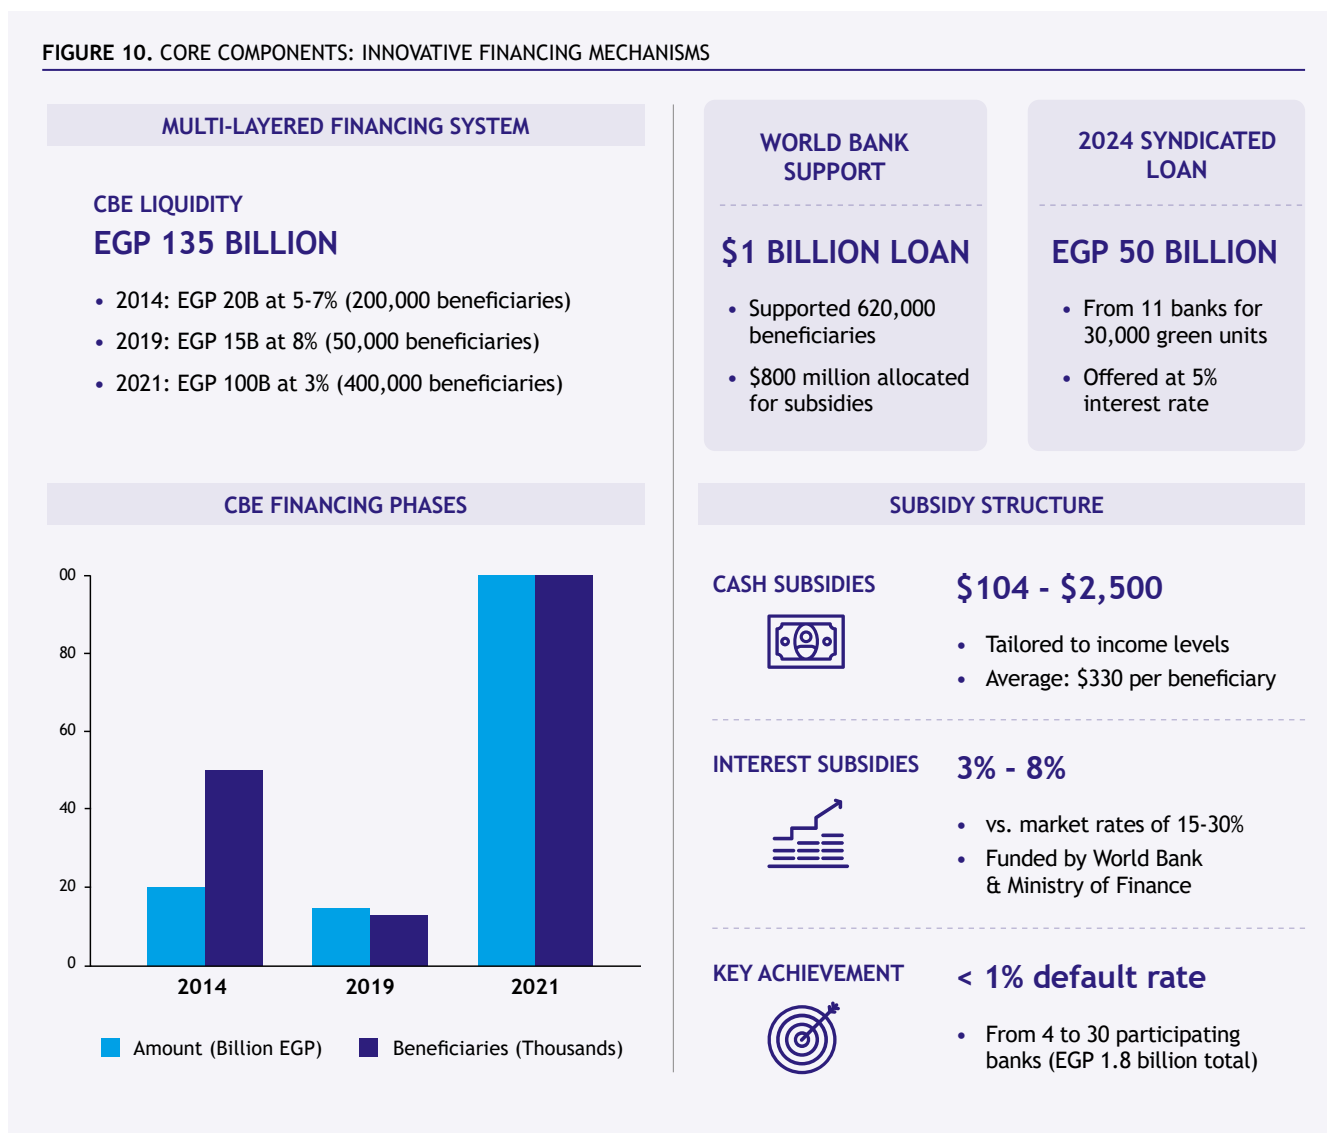 FIGURE 10. CORE COMPONENTS: INNOVATIVE FINANCING MECHANISMS
MULTI-LAYERED FINANCING SYSTEM
CBE LIQUIDITY
EGP 135 BILLION
• 2014: EGP 20B at 5-7% (200,000 beneficiaries)
• 2019: EGP 15B at 8% (50,000 beneficiaries)
• 2021: EGP 100B at 3% (400,000 beneficiaries)
WORLD BANK
SUPPORT
$1 BILLION LOAN
• Supported 620,000
beneficiaries
• $800 million allocated
for subsidies
2024 SYNDICATED
LOAN
EGP 50 BILLION
• From 11 banks for
30,000 green units
• Offered at 5%
interest rate
CBE FINANCING PHASES
00
80
60
40
20
0
2014
2019
2021
Amount (Billion EGP)
Beneficiaries (Thousands)
SUBSIDY STRUCTURE
CASH SUBSIDIES
$104 - $2,500
• Tailored to income levels
• Average: $330 per beneficiary
INTEREST SUBSIDIES
3% - 8%
• vs. market rates of 15-30%
• Funded by World Bank
& Ministry of Finance
KEY ACHIEVEMENT
< 1% default rate
• From 4 to 30 participating
banks (EGP 1.8 billion total)